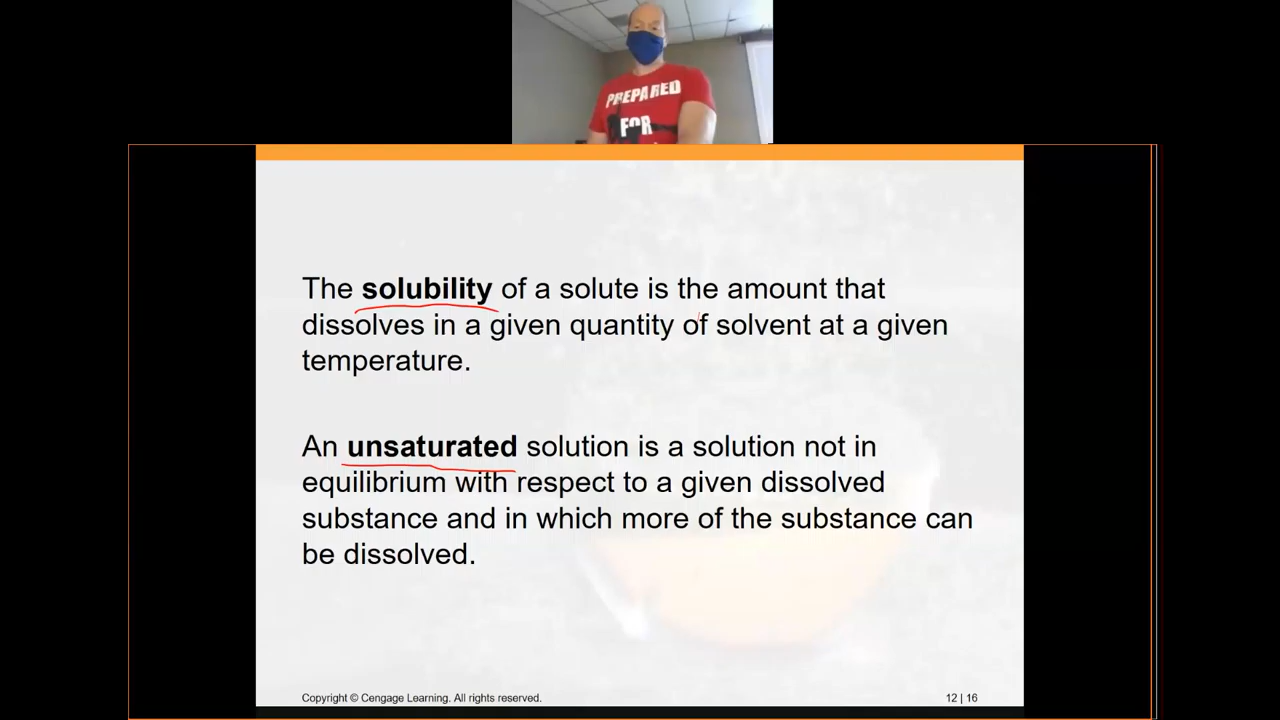 PREPARED
FOR
The solubility of a solute is the amount that
dissolves in a given quantity of solvent at a given
temperature.
An unsaturated solution is a solution not in
equilibrium with respect to a given dissolved
substance and in which more of the substance can
be dissolved.
Copyright © Cengage Learning. All rights reserved.
12 | 16